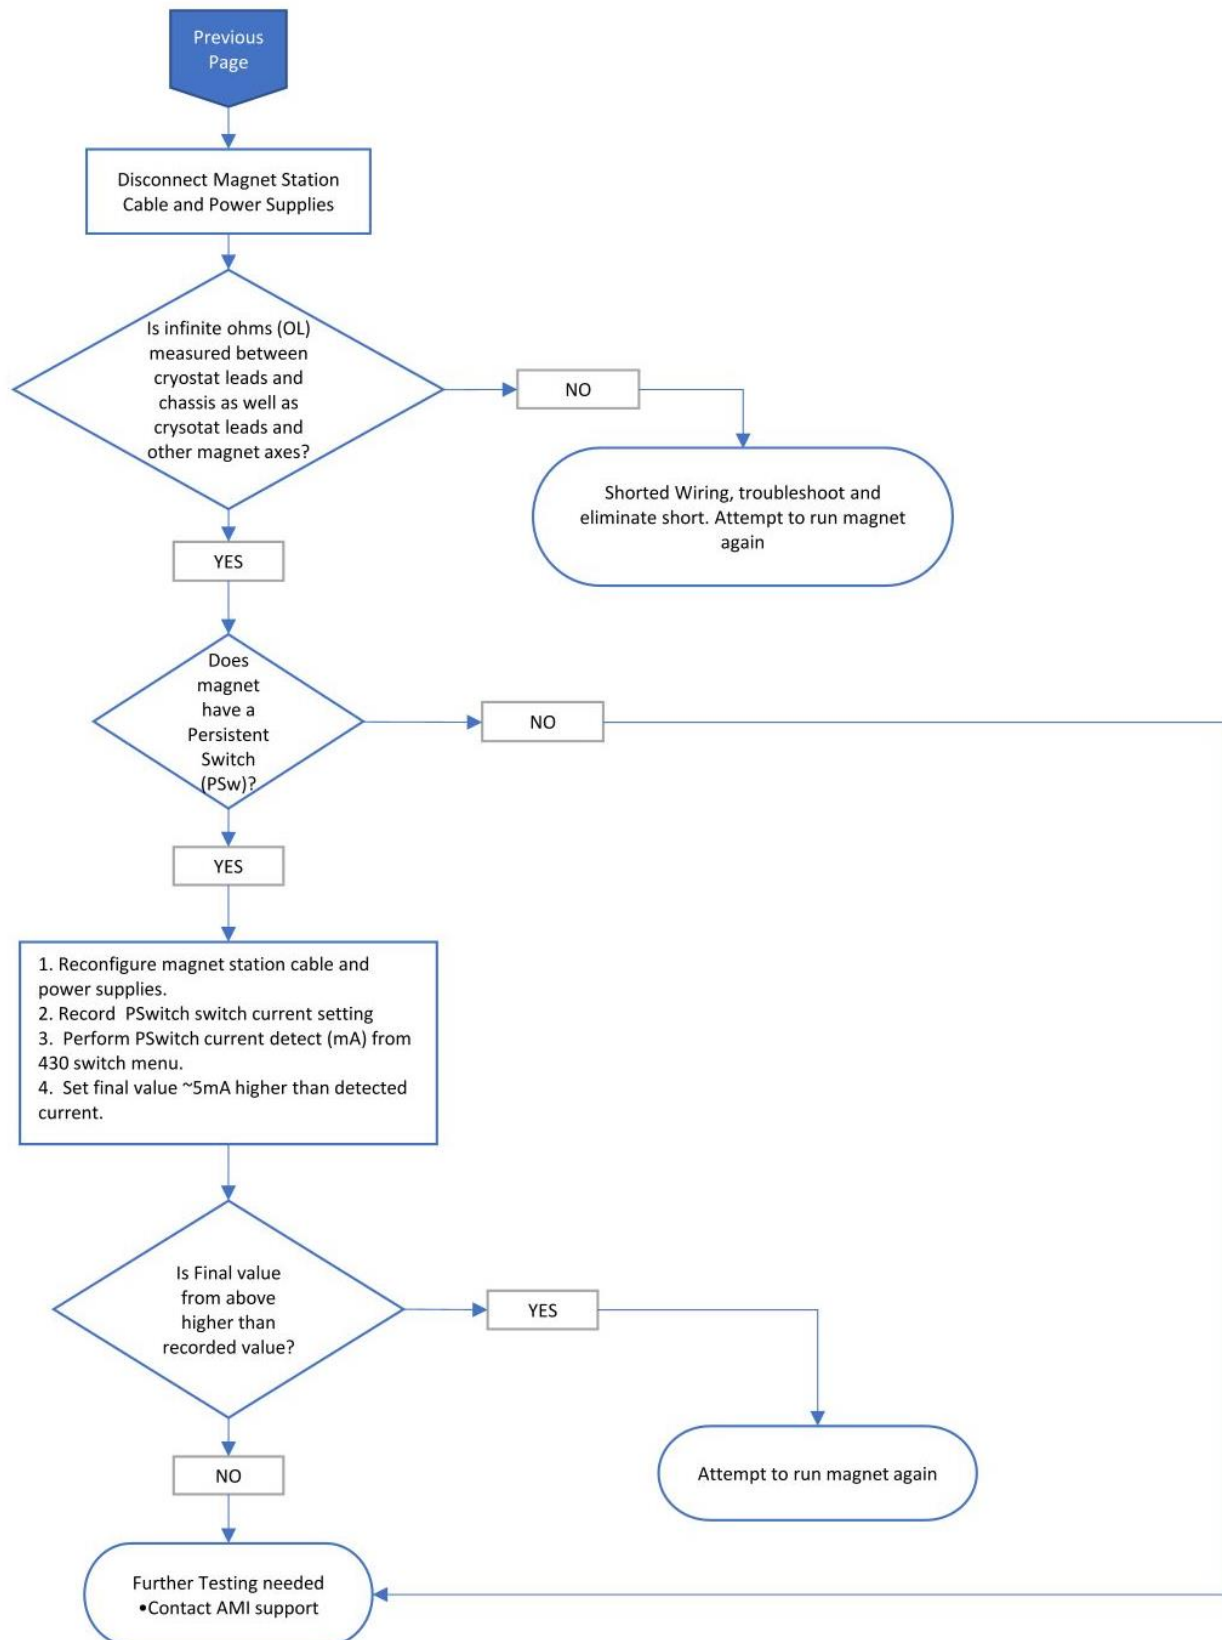 Previous
Page
Disconnect Magnet Station
Cable and Power Supplies
Is infinite ohms (OL)
measured between
cryostat leads and
chassis as well as
crysotat leads and
other magnet axes?
NO
Shorted Wiring, troubleshoot and
eliminate short. Attempt to run magnet
again
YES
Does
magnet
have a
Persistent
Switch
(PSw)?
NO
YES
1. Reconfigure magnet station cable and
power supplies.
2. Record  PSwitch switch current setting
3.  Perform PSwitch current detect (mA) from
430 switch menu.
4.  Set final value ~5mA higher than detected
current.
Is Final value
from above
higher than
recorded value?
YES
Attempt to run magnet again
NO
Further Testing needed
•Contact AMI support